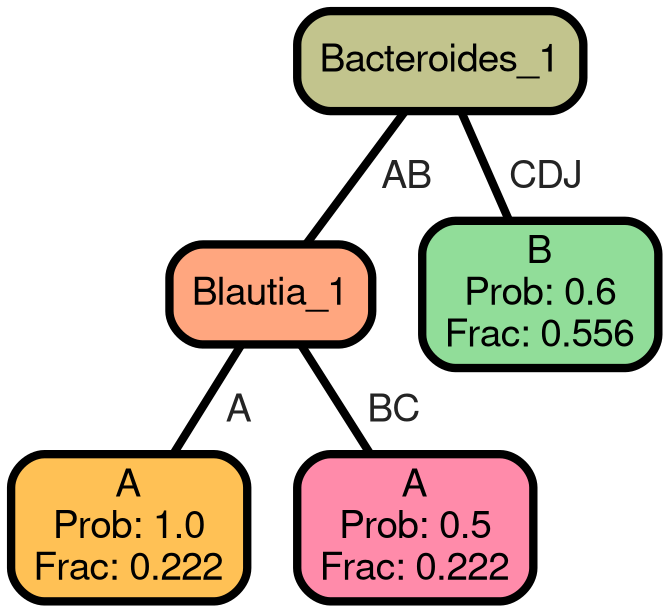 Bacteroides_1
AB
CDJ
Blautia_1
B
Prob: 0.6
Frac: 0.556
A
BC
A
Prob: 1.0
Frac: 0.222
A
Prob: 0.5
Frac: 0.222